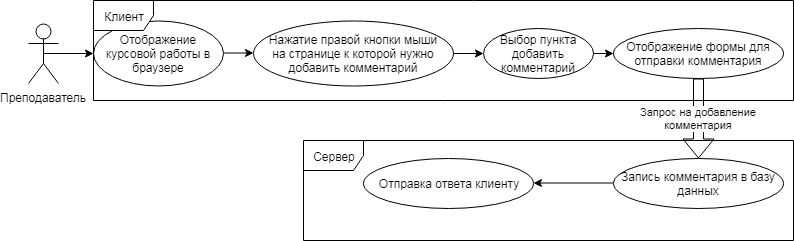 Клиент
Преподаватель
Отображение
курсовой работы в
браузере
Нажатие правой кнопки мыши
на странице к которой нужно
добавить комментарий
Выбор пункта
добавить
комментарий
Отображение формы для
отправки комментария
Запрос на добавление
комментария
Сервер
Отправка ответа клиенту
Запись комментария в базу
данных